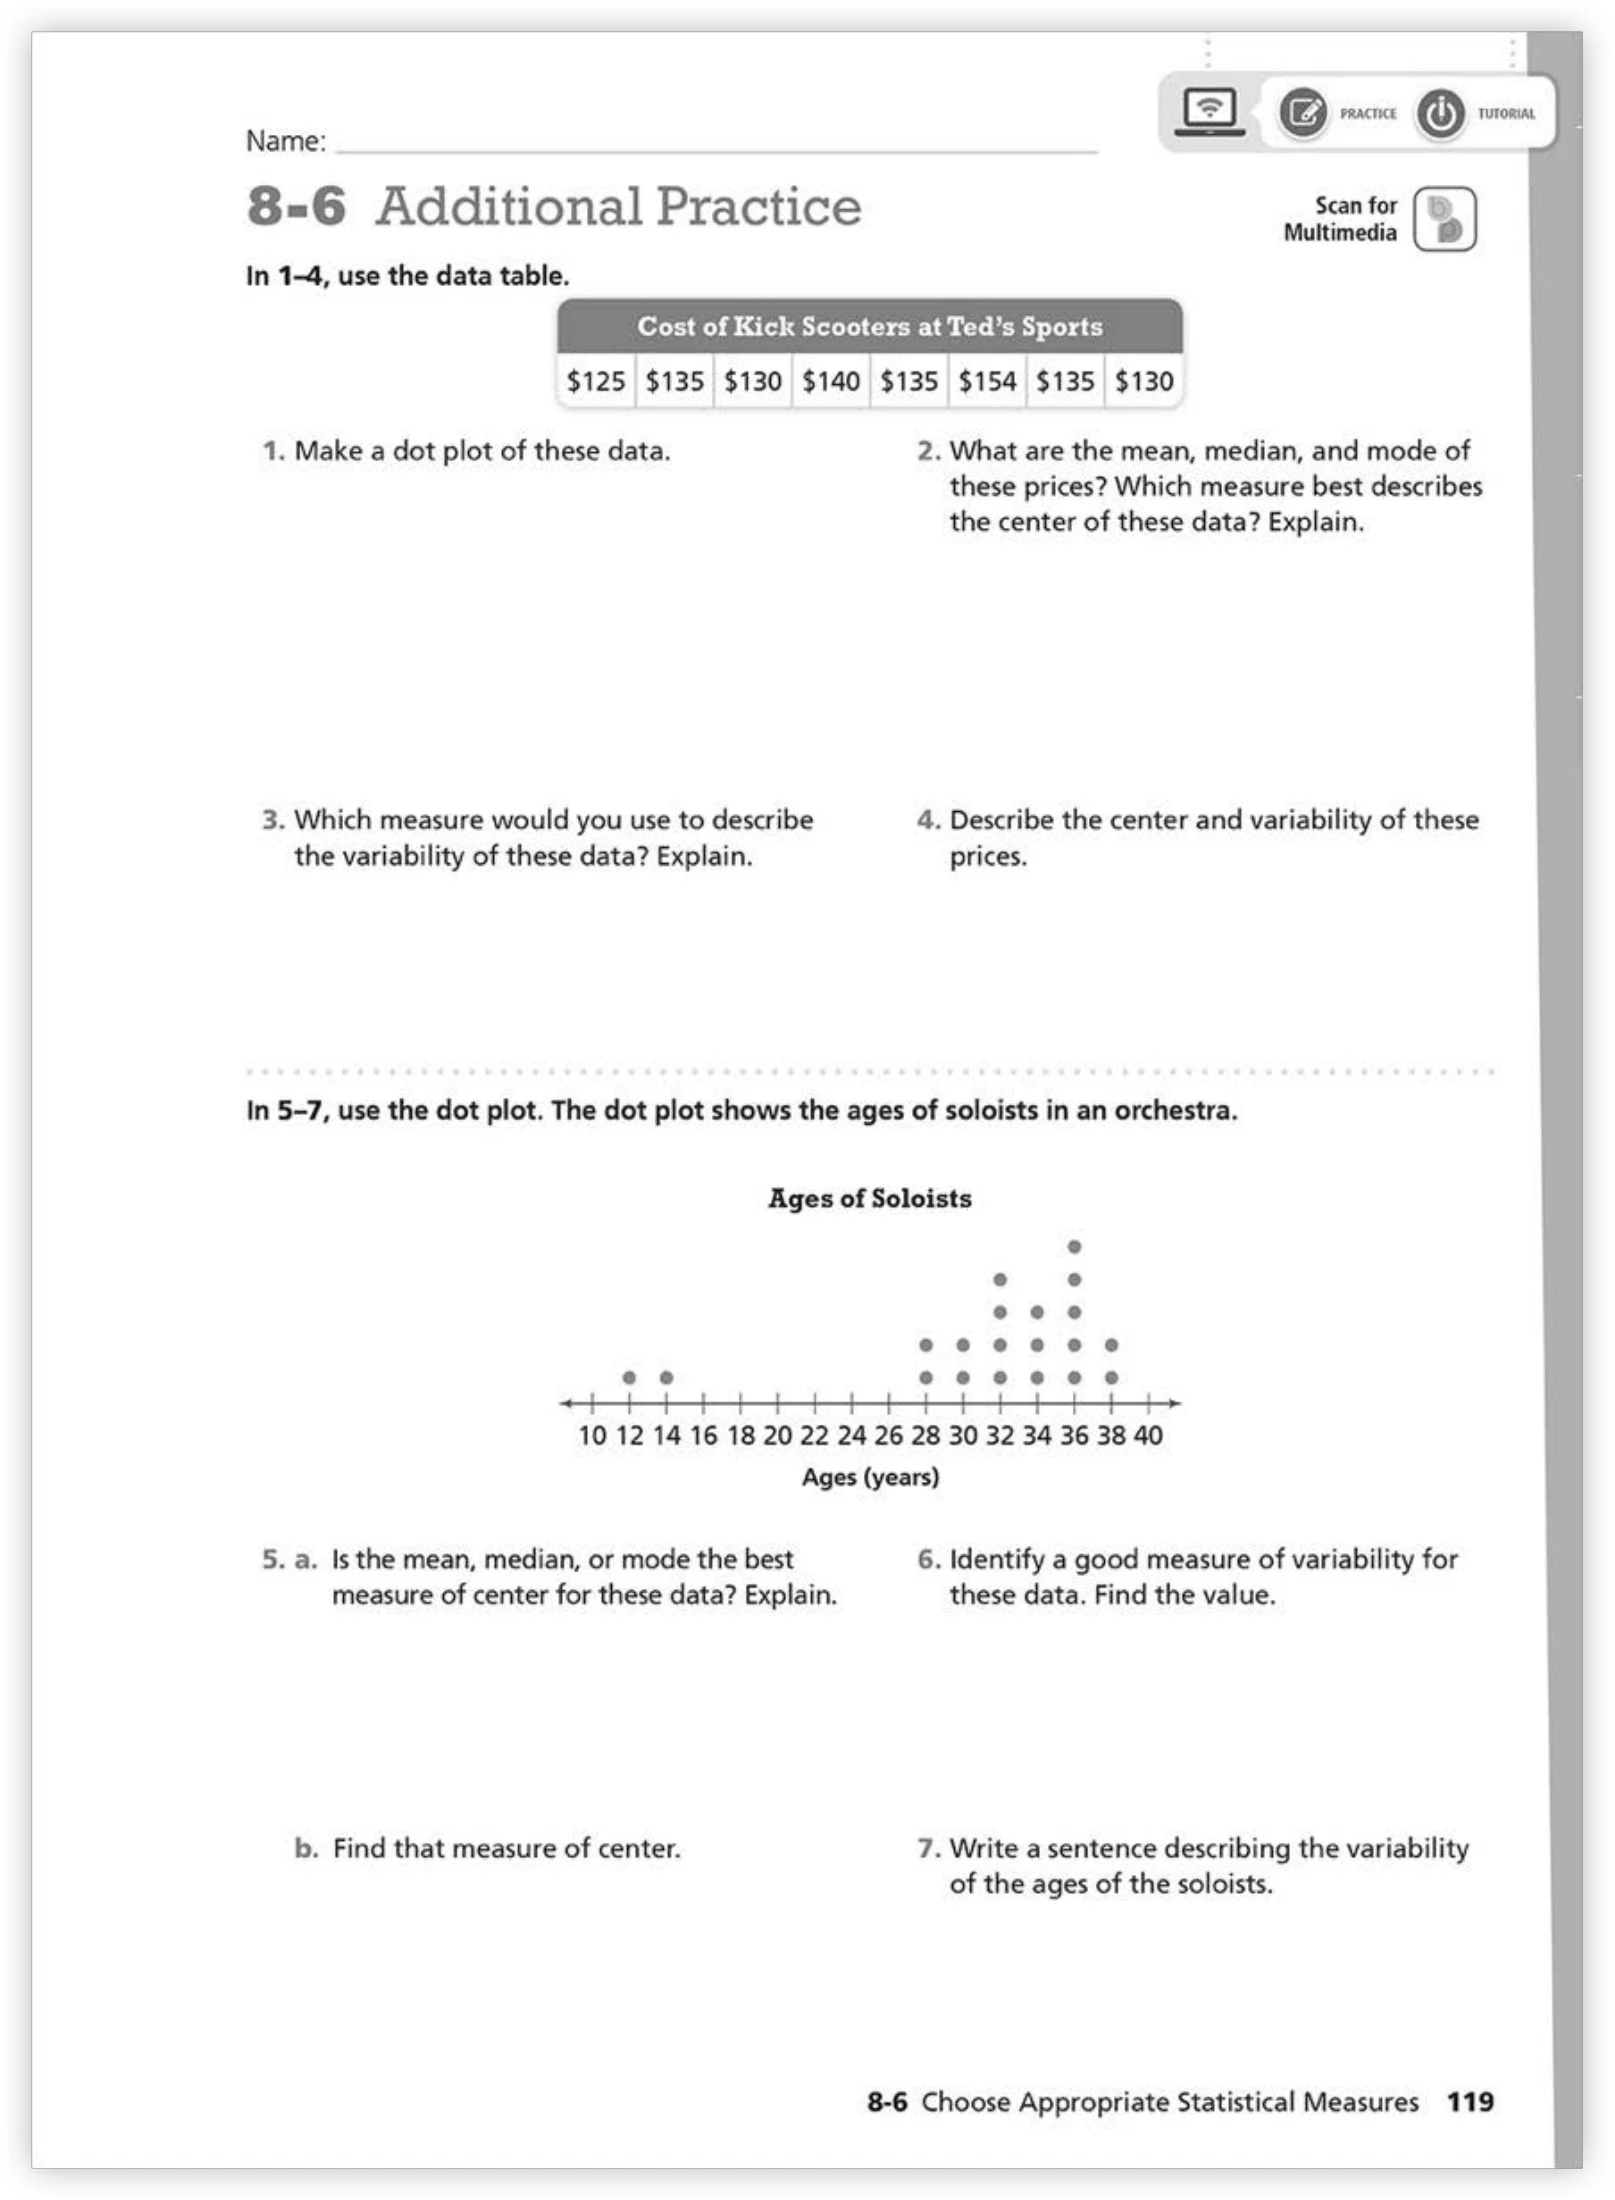 PRACTICE
TUTORIAL
Name:
8-6 Additional Practice
Scan for
Multimedia
In 1–4, use the data table.
Cost of Kick Scooters at Ted's Sports
$125 $135 $130 $140 $135 $154 $135 $130
1. Make a dot plot of these data.
2. What are the mean, median, and mode of
these prices? Which measure best describes
the center of these data? Explain.
3. Which measure would you use to describe
the variability of these data? Explain.
4. Describe the center and variability of these
prices.
In 5–7, use the dot plot. The dot plot shows the ages of soloists in an orchestra.
Ages of Soloists
10 12 14 16 18 20 22 24 26 28 30 32 34 36 38 40
Ages (years)
5. a. Is the mean, median, or mode the best
measure of center for these data? Explain.
6. Identify a good measure of variability for
these data. Find the value.
b. Find that measure of center.
7. Write a sentence describing the variability
of the ages of the soloists.
8-6 Choose Appropriate Statistical Measures 119